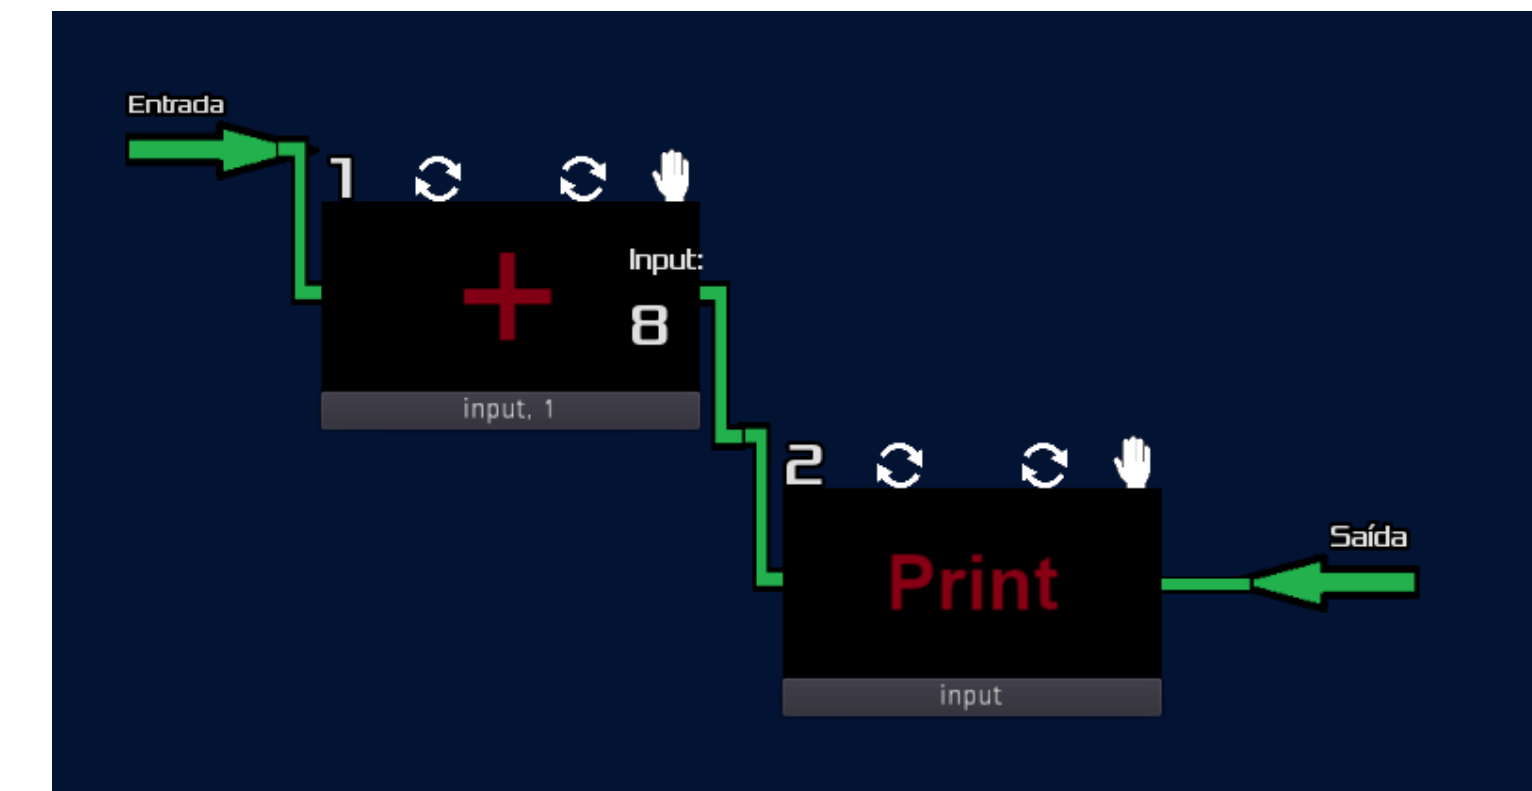 Entrada
1
+
Input:
8
input, 1
2
Print
input
Saída